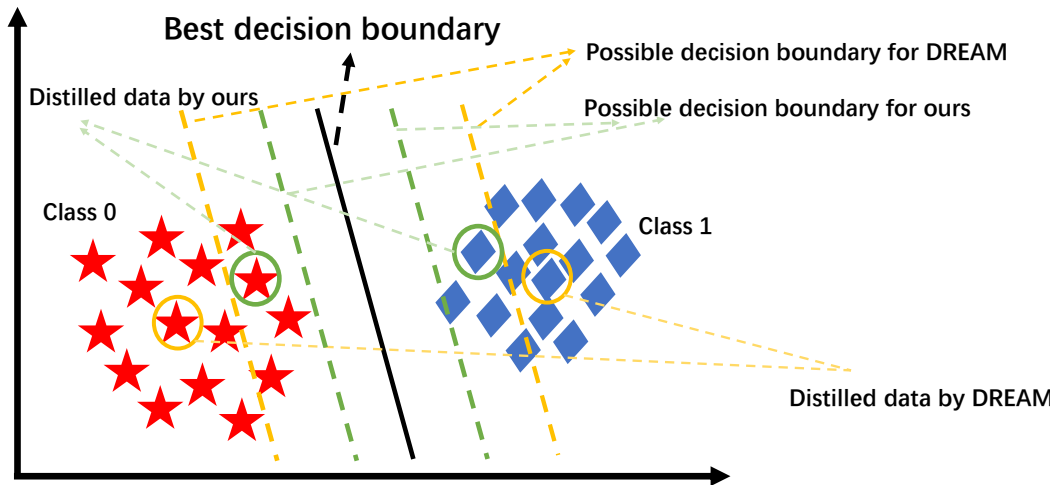 Best decision boundary
Possible decision boundary for DREAM
Distilled data by ours
Possible decision boundary for ours
Class 0
Class 1
Distilled data by DREAM